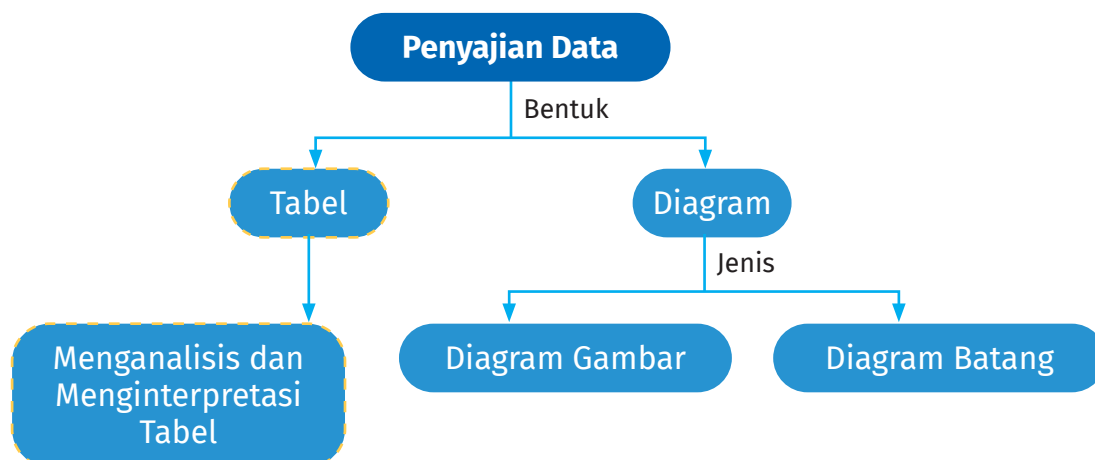 Penyajian Data
Bentuk
Tabel
Diagram
Jenis
Menganalisis dan
Menginterpretasi
Tabel
Diagram Gambar
Diagram Batang